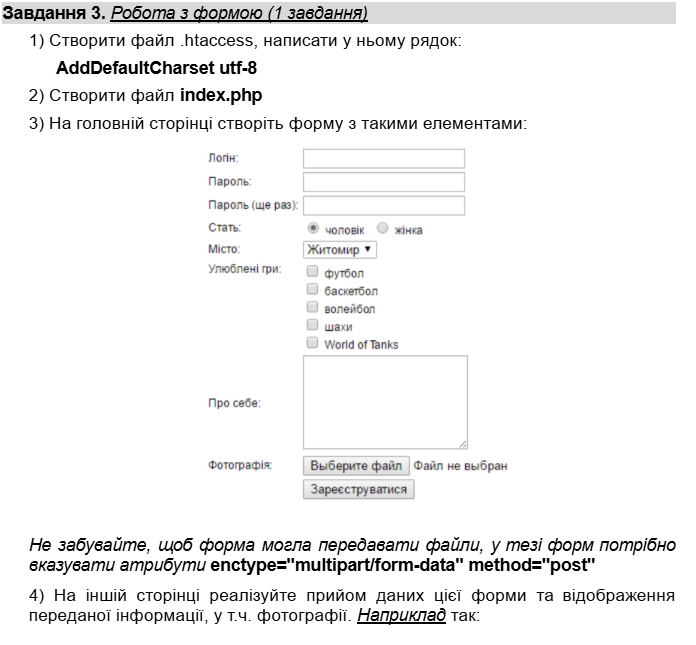 Завдання 3. Робота з формою (1 завдання)
1) Створити файл .htaccess, написати у ньому рядок:
AddDefaultCharset utf-8
2) Створити файл index.php
3) На головній сторінці створіть форму з такими елементами:
Логін:
Пароль:
Пароль (ще раз):
Стать: чоловік жінка
Місто: Житомир
Улюблені гри: футбол
баскетбол
волейбол
шахи
World of Tanks
Про себе:
Фотографія: Выберите файл Файл не выбран
Зареєструватися
Не забувайте, щоб форма могла передавати файли, у тезі форм потрібно
вказувати атрибути enctype="multipart/form-data" method="post"
4) На іншій сторінці реалізуйте прийом даних цієї форми та відображення
переданої інформації, у т.ч. фотографії. Наприклад так: